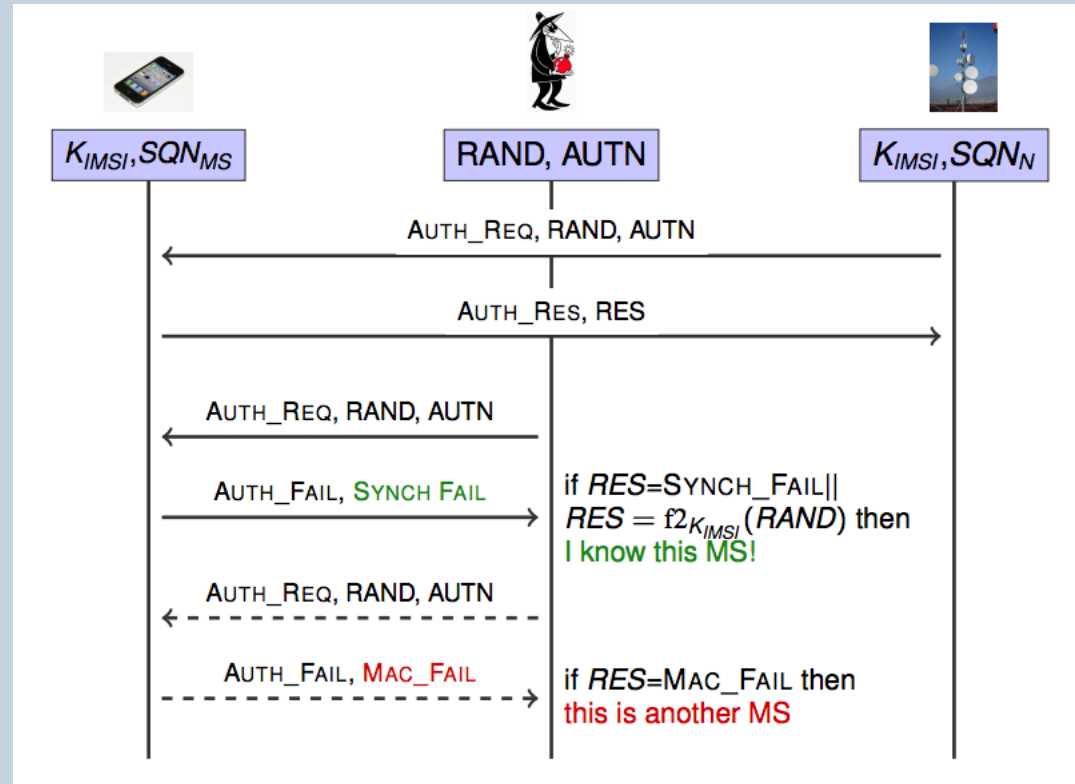 K_IMSI,SQN_MS
RAND, AUTN
K_IMSI,SQN_N
AUTH_REQ, RAND, AUTN
AUTH_RES, RES
AUTH_REQ, RAND, AUTN
AUTH_FAIL, SYNCH FAIL
if RES=SYNCH_FAIL||
RES = f2_K_IMSI(RAND) then
I know this MS!
AUTH_REQ, RAND, AUTN
AUTH_FAIL, MAC_FAIL
if RES=MAC_FAIL then
this is another MS